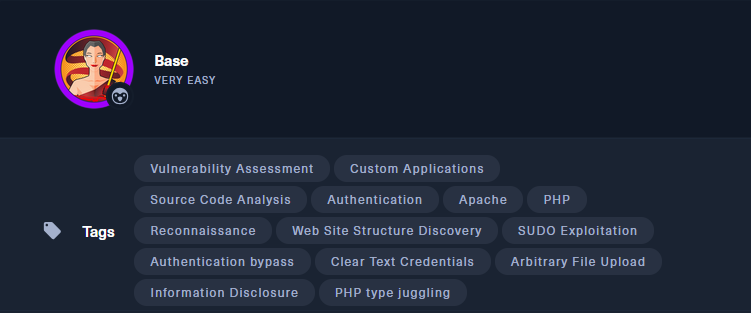 Base
VERY EASY
Vulnerability Assessment Custom Applications
Source Code Analysis Authentication Apache PHP
Tags Reconnaissance Web Site Structure Discovery SUDO Exploitation
Authentication bypass Clear Text Credentials Arbitrary File Upload
Information Disclosure PHP type juggling